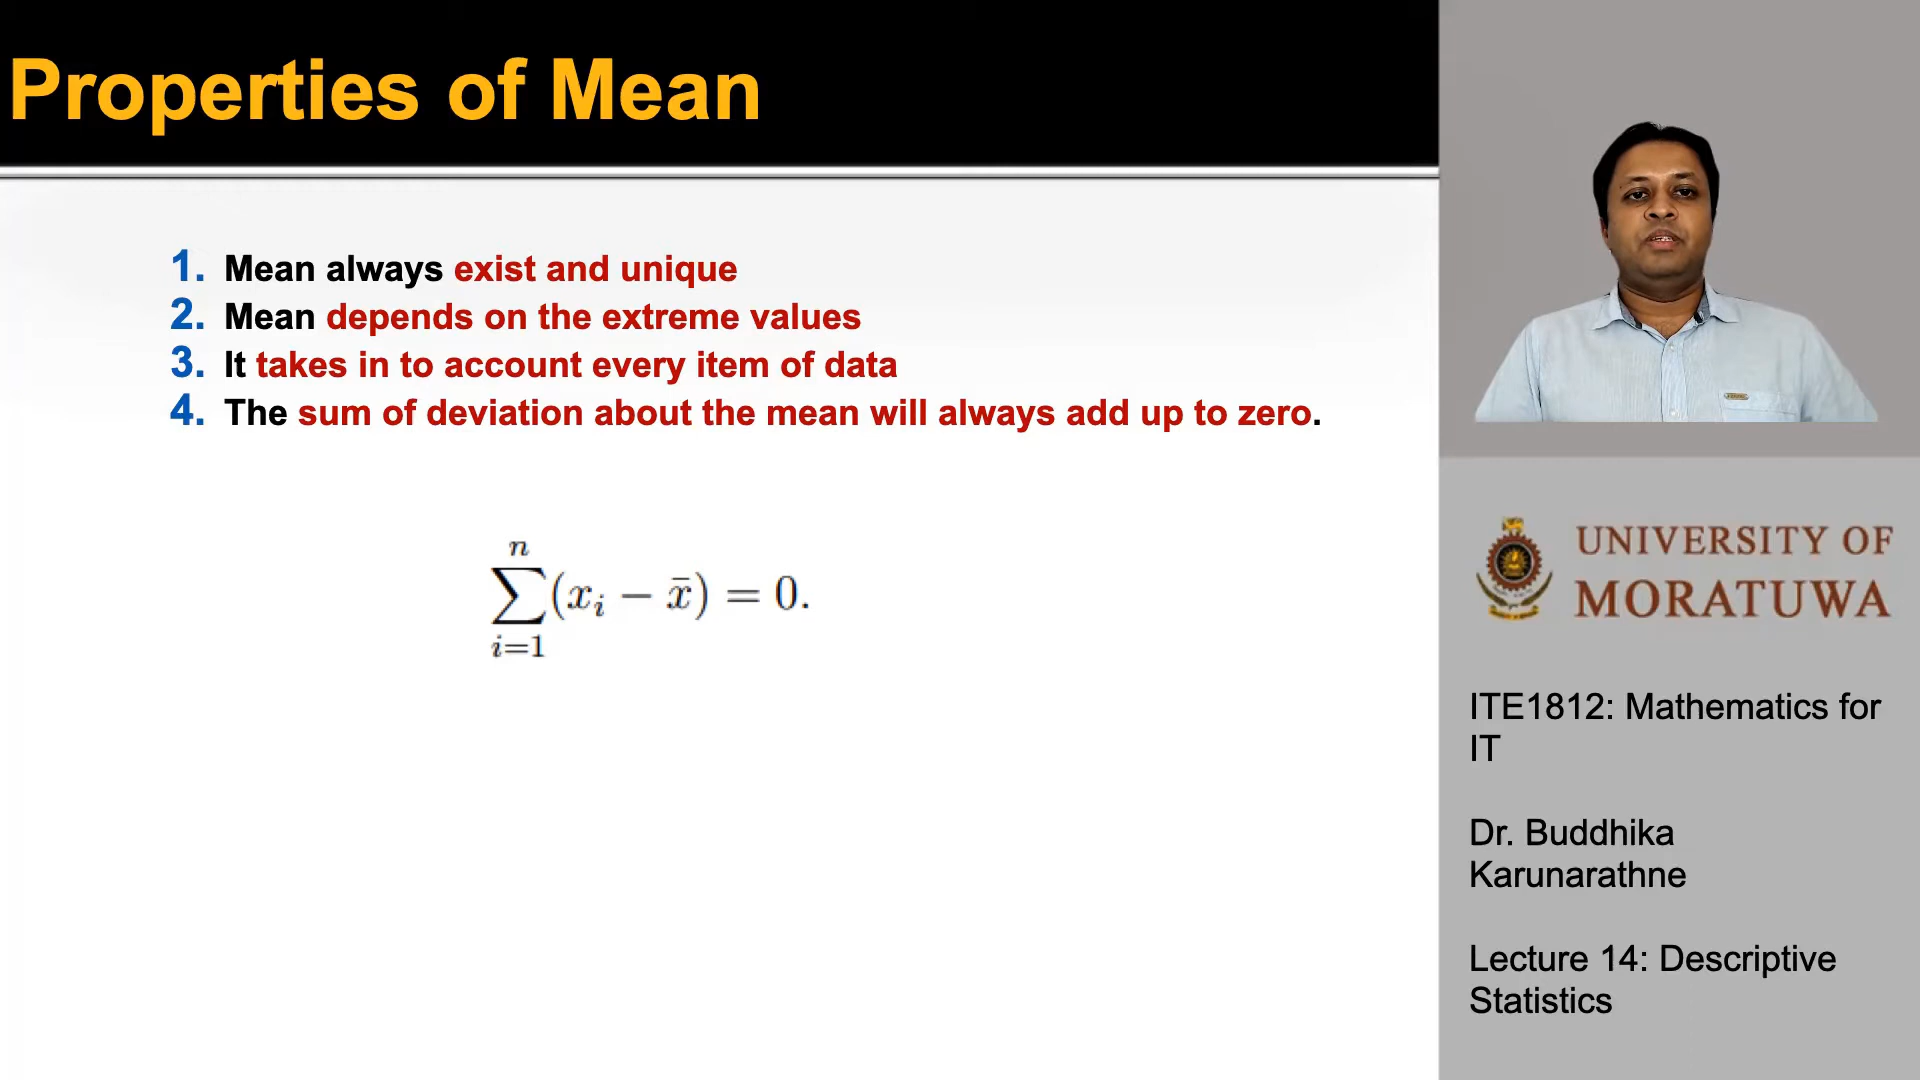 Properties of Mean
1. Mean always exist and unique
2. Mean depends on the extreme values
3. It takes in to account every item of data
4. The sum of deviation about the mean will always add up to zero.
n
∑(xᵢ − x̄) = 0.
i=1
UNIVERSITY OF
MORATUWA
ITE1812: Mathematics for
IT
Dr. Buddhika
Karunarathne
Lecture 14: Descriptive
Statistics